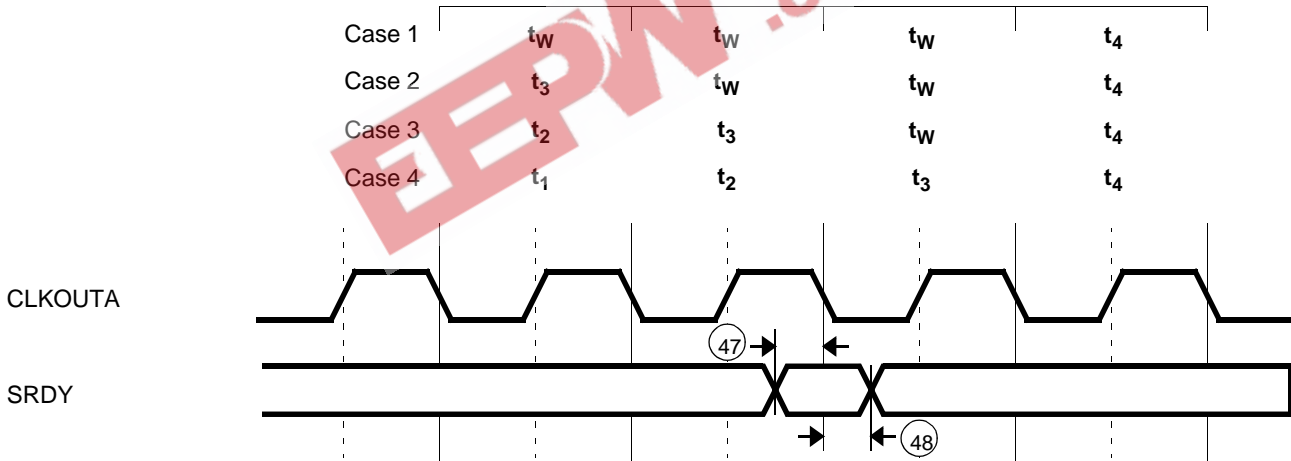 Case 1 tW tW tW t4
Case 2 t3 tW tW t4
Case 3 t2 t3 tW t4
Case 4 t1 t2 t3 t4
CLKOUTA
47
SRDY
48
EEPW.c